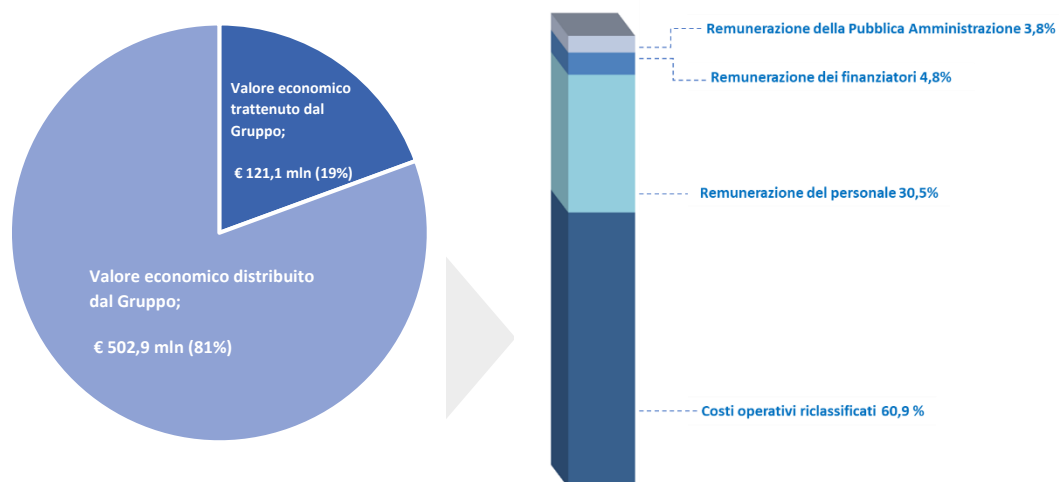 Valore economico
trattenuto dal
Gruppo;
€ 121,1 mln (19%)
Valore economico distribuito
dal Gruppo;
€ 502,9 mln (81%)
Remunerazione della Pubblica Amministrazione 3,8%
Remunerazione dei finanziatori 4,8%
Remunerazione del personale 30,5%
Costi operativi riclassificati 60,9 %